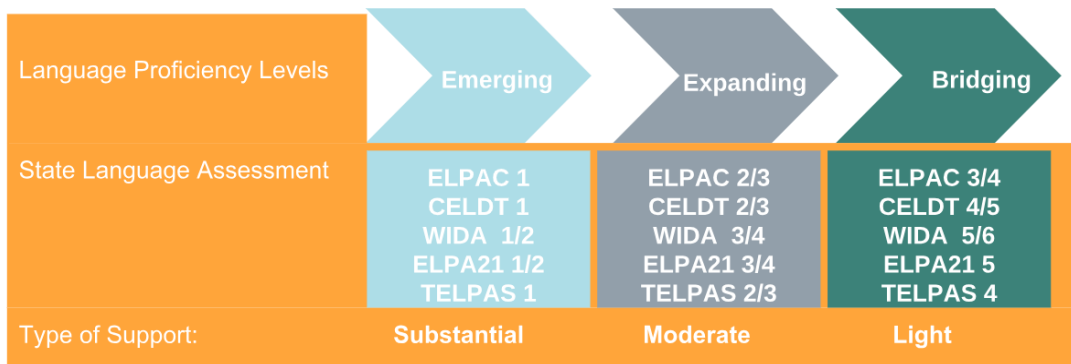 Language Proficiency Levels
Emerging
Expanding
Bridging
State Language Assessment
ELPAC 1
CELDT 1
WIDA 1/2
ELPA21 1/2
TELPAS 1
ELPAC 2/3
CELDT 2/3
WIDA 3/4
ELPA21 3/4
TELPAS 2/3
ELPAC 3/4
CELDT 4/5
WIDA 5/6
ELPA21 5
TELPAS 4
Type of Support:
Substantial
Moderate
Light